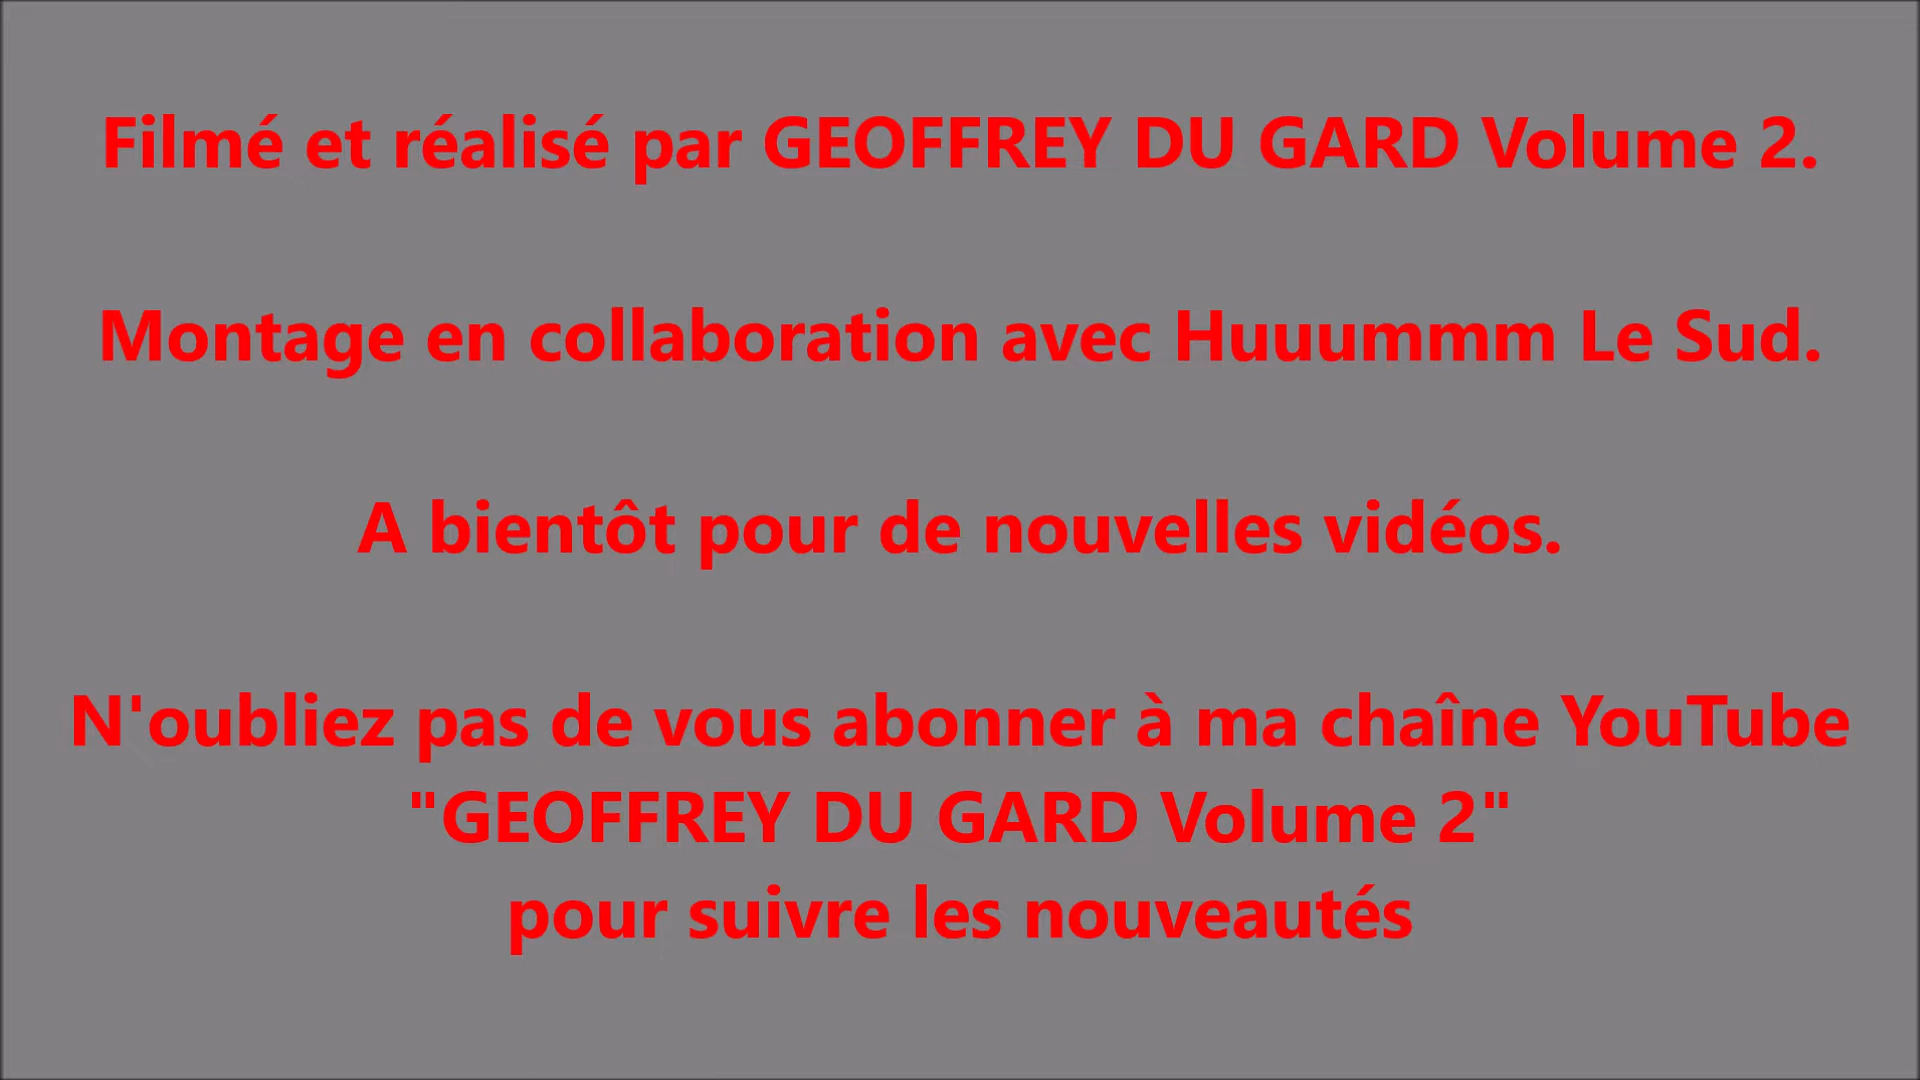 Filmé et réalisé par GEOFFREY DU GARD Volume 2.
Montage en collaboration avec Huuummm Le Sud.
A bientôt pour de nouvelles vidéos.
N'oubliez pas de vous abonner à ma chaîne YouTube
"GEOFFREY DU GARD Volume 2"
pour suivre les nouveautés